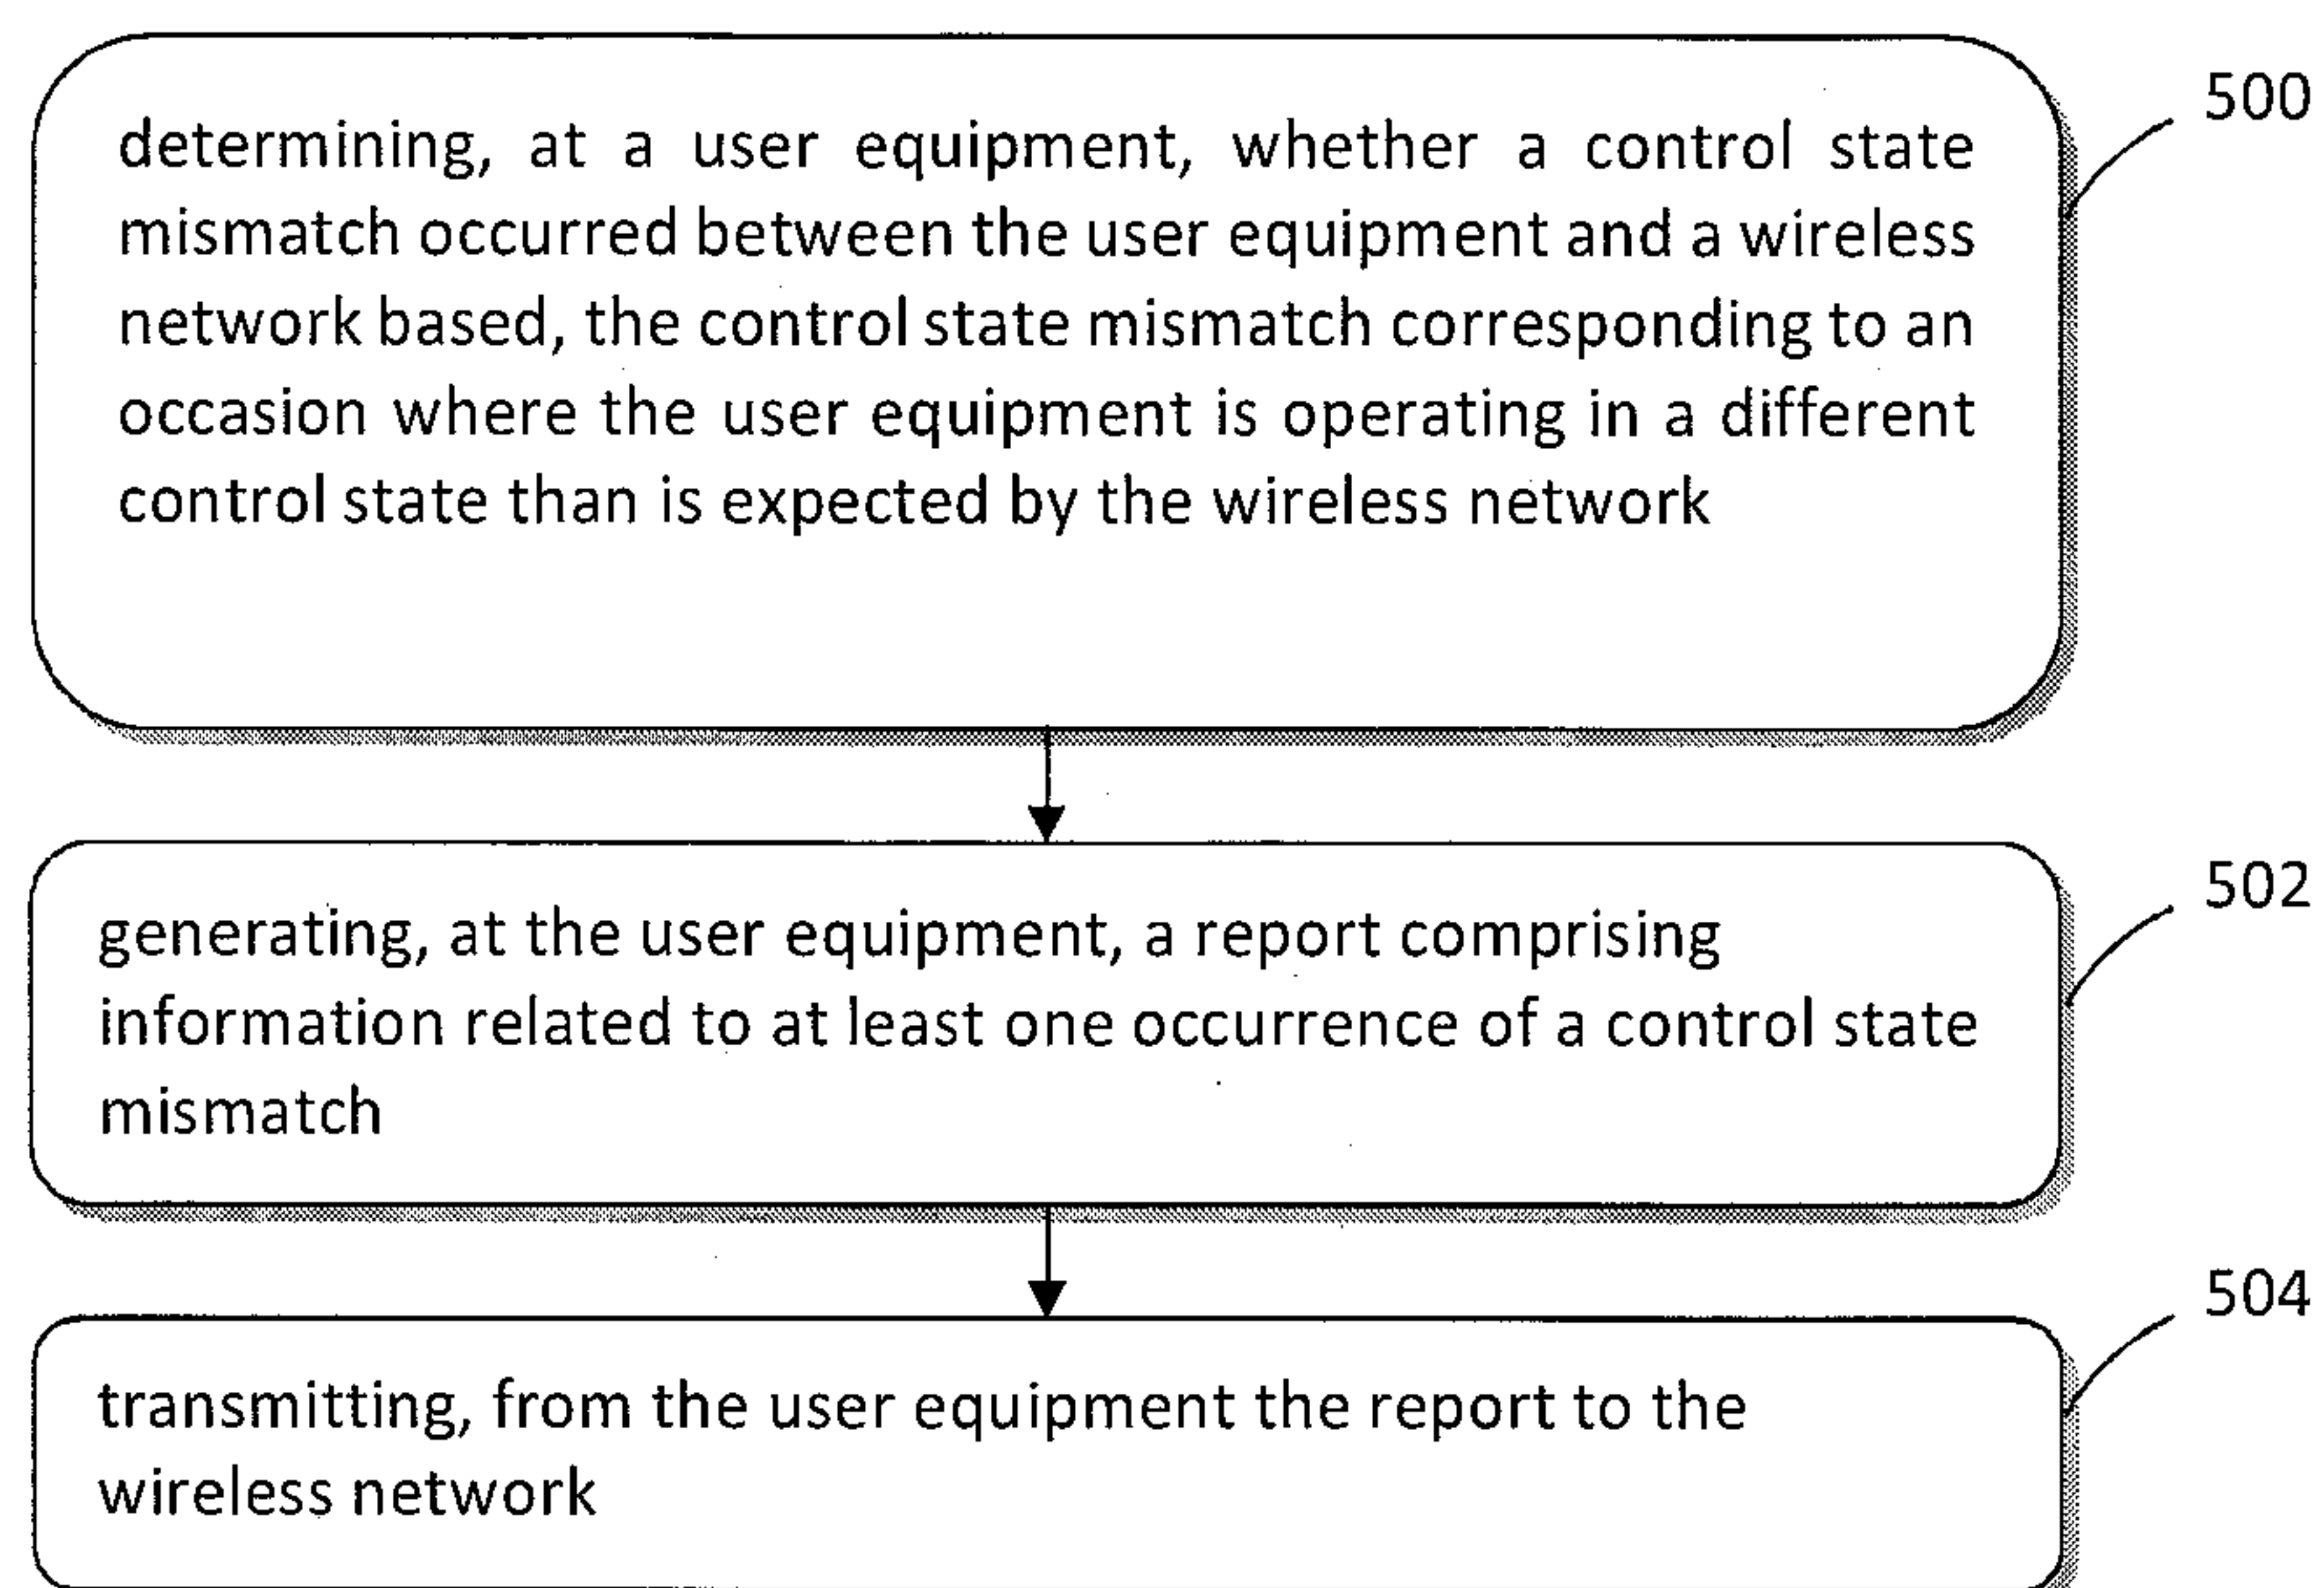 500
determining, at a user equipment, whether a control state
mismatch occurred between the user equipment and a wireless
network based, the control state mismatch corresponding to an
occasion where the user equipment is operating in a different
control state than is expected by the wireless network
502
generating, at the user equipment, a report comprising
information related to at least one occurrence of a control state
mismatch
504
transmitting, from the user equipment the report to the
wireless network